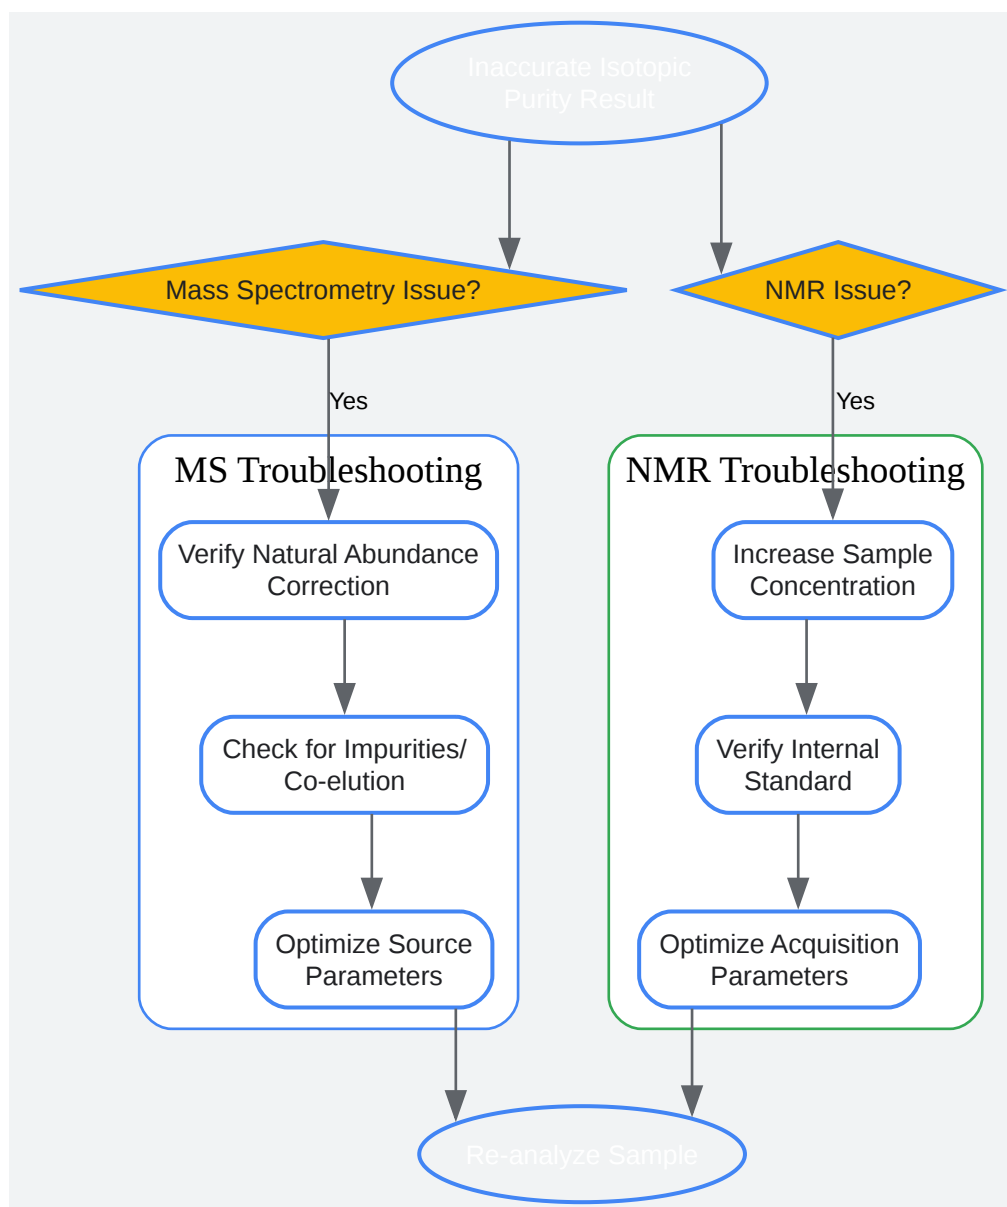 Inaccurate Isotopic
Purity Result
Mass Spectrometry Issue?
NMR Issue?
Yes
Yes
MS Troubleshooting
NMR Troubleshooting
Verify Natural Abundance
Correction
Increase Sample
Concentration
Check for Impurities/
Co-elution
Verify Internal
Standard
Optimize Source
Parameters
Optimize Acquisition
Parameters
Re-analyze Sample